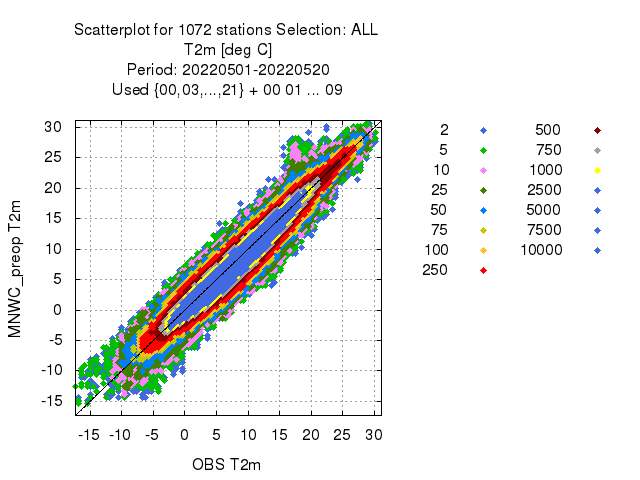 Scatterplot for 1072 stations Selection: ALL
T2m [deg C]
Period: 20220501-20220520
Used {00,03,...,21} + 00 01 ... 09
MNWC_preop T2m
30
25
20
15
10
5
0
-5
-10
-15
-15 -10 -5 0 5 10 15 20 25 30
OBS T2m
2 500
5 750
10 1000
25 2500
50 5000
75 7500
100 10000
250